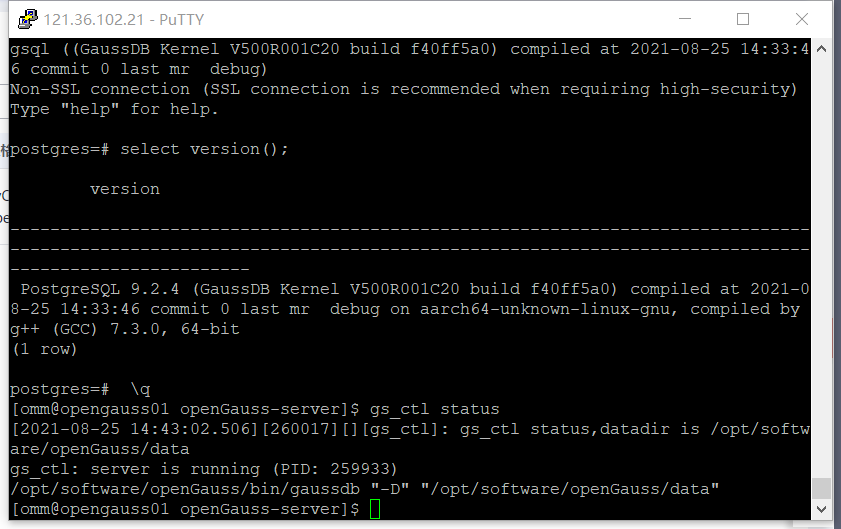 121.36.102.21 - PuTTY
gsql ((GaussDB Kernel V500R001C20 build f40ff5a0) compiled at 2021-08-25 14:33:4
6 commit 0 last mr  debug)
Non-SSL connection (SSL connection is recommended when requiring high-security)
Type "help" for help.
postgres=# select version();
version
--------------------------------------------------------------------------------
--------------------------------------------------------------------------------
------------------------
PostgreSQL 9.2.4 (GaussDB Kernel V500R001C20 build f40ff5a0) compiled at 2021-0
8-25 14:33:46 commit 0 last mr  debug on aarch64-unknown-linux-gnu, compiled by
g++ (GCC) 7.3.0, 64-bit
(1 row)
postgres=#  \q
[omm@opengauss01 openGauss-server]$ gs_ctl status
[2021-08-25 14:43:02.506][260017][][gs_ctl]: gs_ctl status,datadir is /opt/softw
are/openGauss/data
gs_ctl: server is running (PID: 259933)
/opt/software/openGauss/bin/gaussdb "-D" "/opt/software/openGauss/data"
[omm@opengauss01 openGauss-server]$